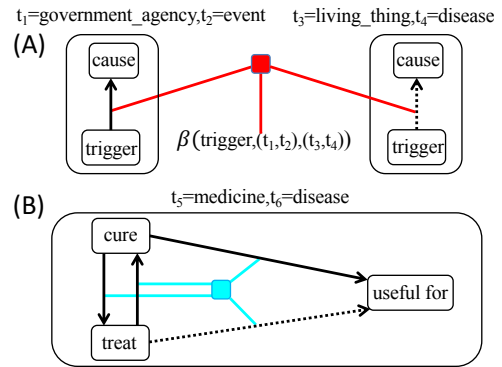 t₁=government_agency,t₂=event
t₃=living_thing,t₄=disease
(A)
cause
cause
trigger
β(trigger,(t₁,t₂),(t₃,t₄))
trigger
(B)
t₅=medicine,t₆=disease
cure
useful for
treat